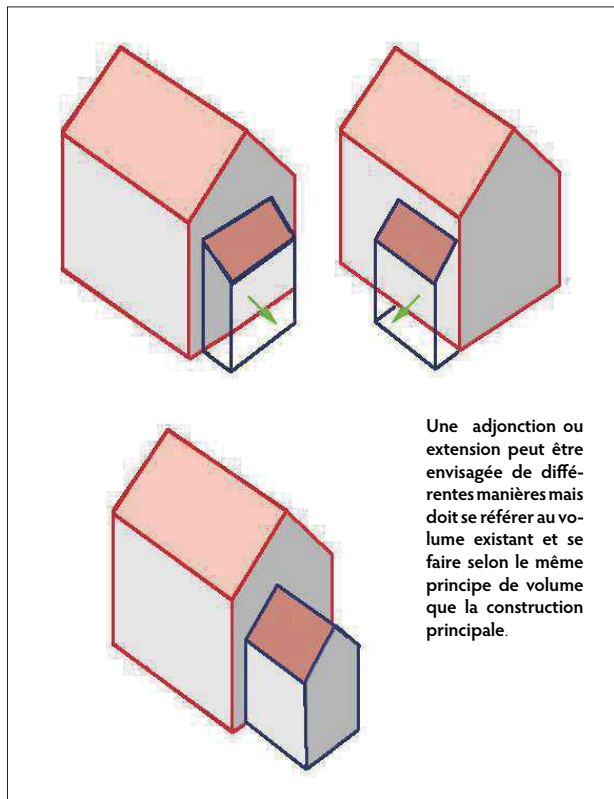 Une adjonction ou
extension peut être
envisagée de diffé-
rentes manières mais
doit se référer au vo-
lume existant et se
faire selon le même
principe de volume
que la construction
principale.